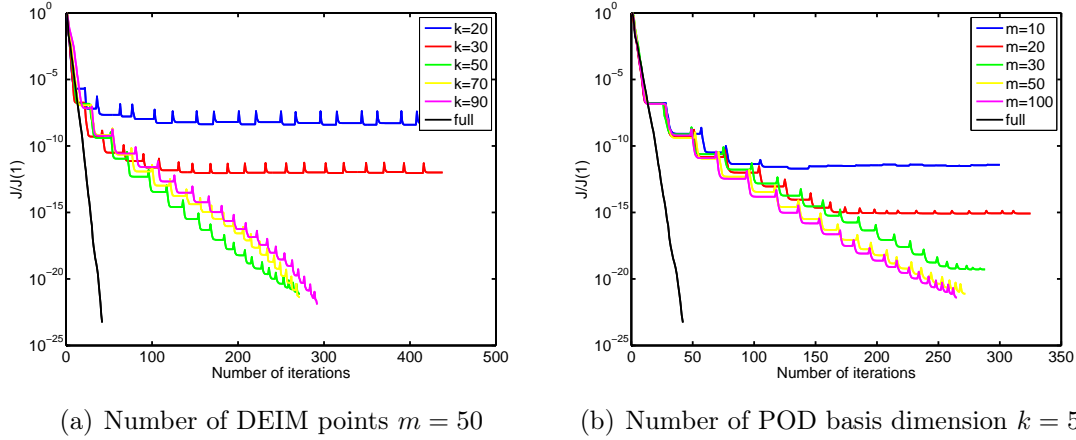 10^0
10^-5
10^-10
10^-15
10^-20
10^-25
J/J(1)
0 100 200 300 400 500
Number of iterations
k=20
k=30
k=50
k=70
k=90
full
(a) Number of DEIM points m = 50
10^0
10^-5
10^-10
10^-15
10^-20
10^-25
J/J(1)
0 50 100 150 200 250 300 350
Number of iterations
m=10
m=20
m=30
m=50
m=100
full
(b) Number of POD basis dimension k = 5